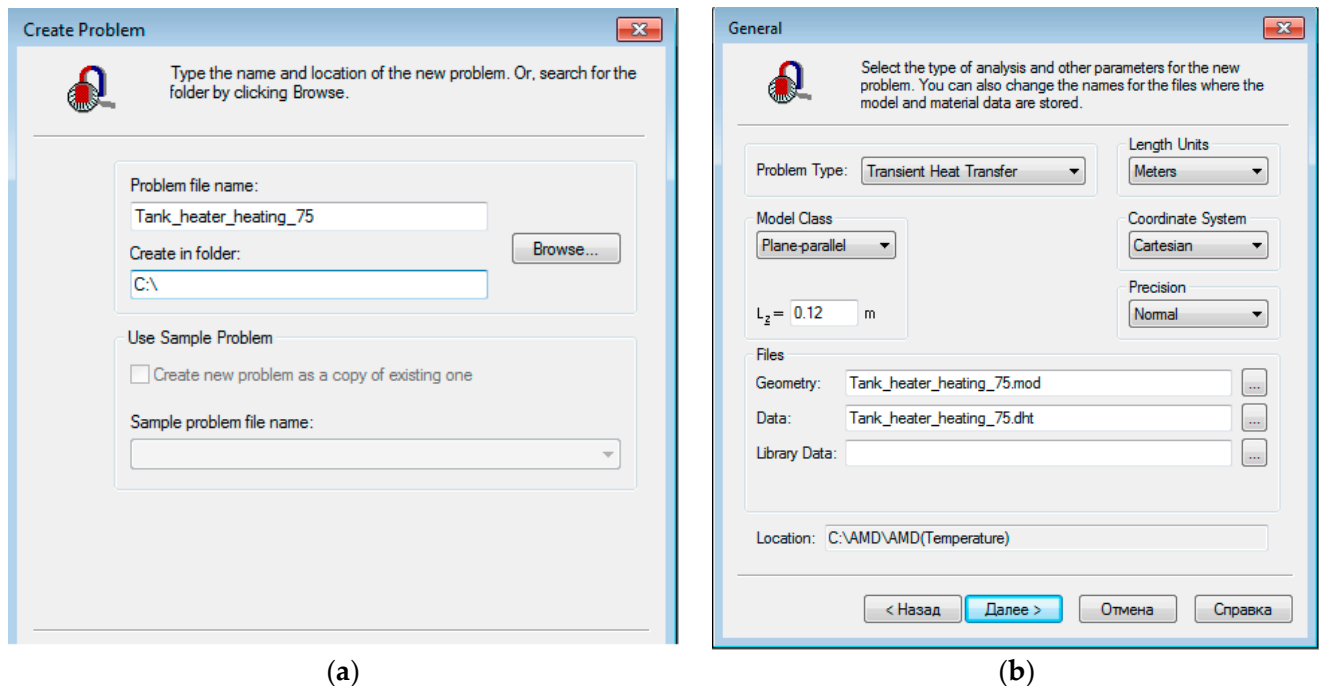 Create Problem
Type the name and location of the new problem. Or, search for the
folder by clicking Browse.
Problem file name:
Tank_heater_heating_75
Create in folder:
Browse...
C:\
Use Sample Problem
Create new problem as a copy of existing one
Sample problem file name:
(a)
General
Select the type of analysis and other parameters for the new
problem. You can also change the names for the files where the
model and material data are stored.
Problem Type: Transient Heat Transfer
Length Units
Meters
Model Class
Plane-parallel
Coordinate System
Cartesian
Lz = 0.12 m
Precision
Normal
Files
Geometry: Tank_heater_heating_75.mod ...
Data: Tank_heater_heating_75.dht ...
Library Data: ...
Location: C:\AMD\AMD(Temperature)
< Назад Далее > Отмена Справка
(b)